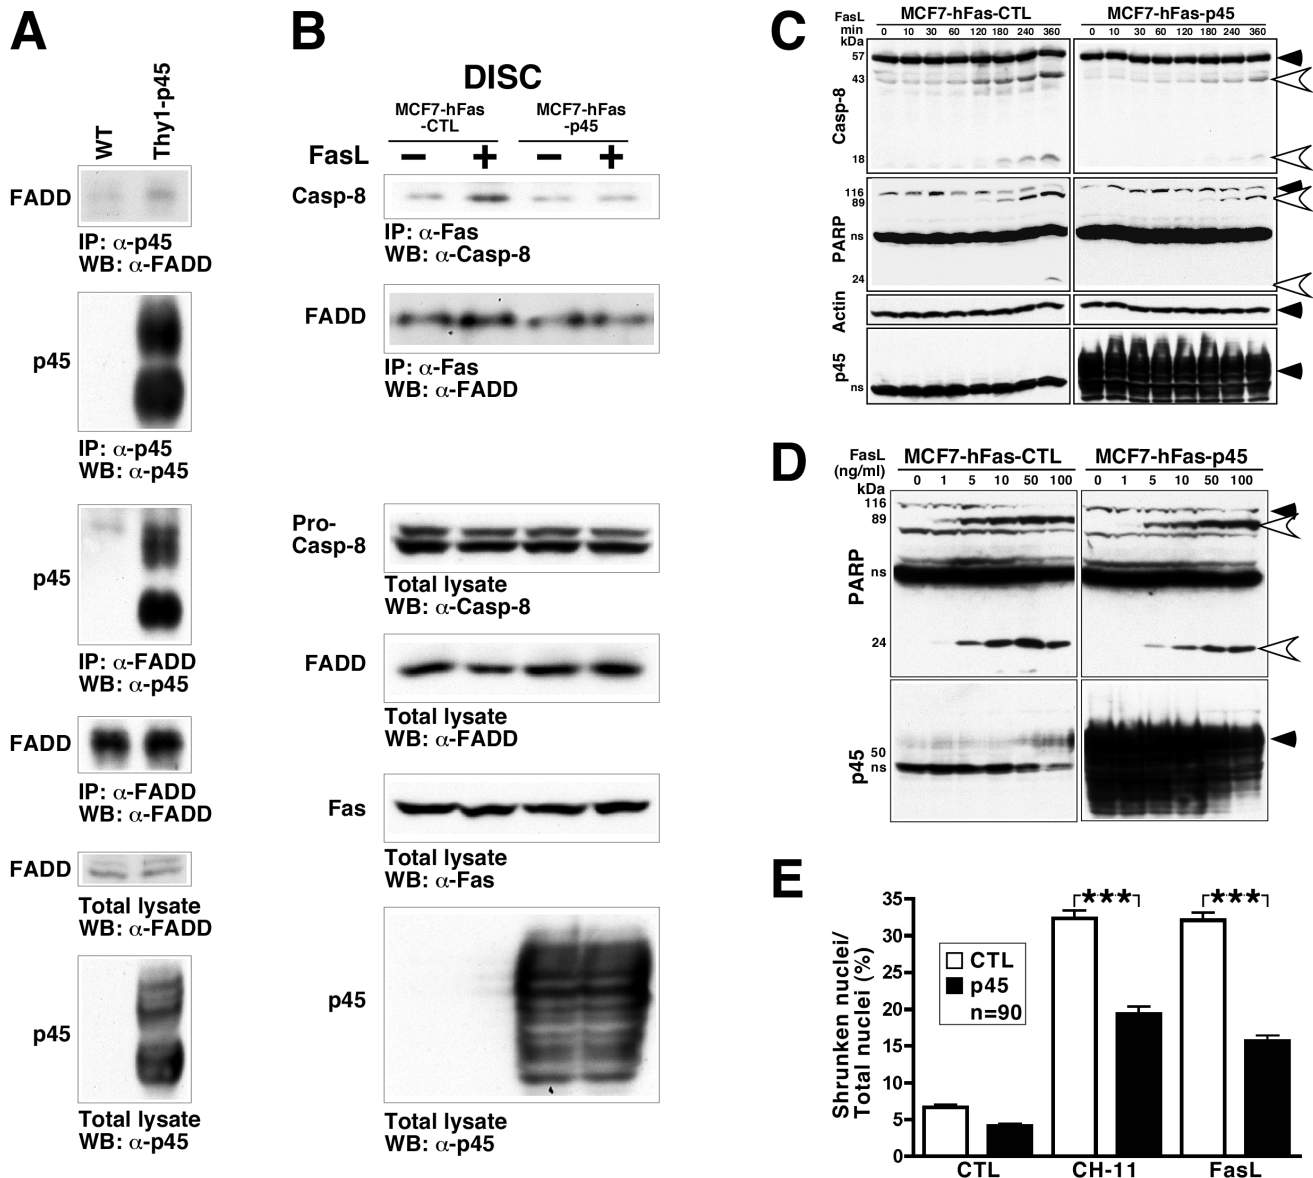 A
WT
Thy1-p45
FADD
IP: α-p45
WB: α-FADD
p45
IP: α-p45
WB: α-p45
p45
IP: α-FADD
WB: α-p45
FADD
IP: α-FADD
WB: α-FADD
FADD
Total lysate
WB: α-FADD
p45
Total lysate
WB: α-p45
B
DISC
MCF7-hFas
-CTL
MCF7-hFas
-p45
FasL − + − +
Casp-8
IP: α-Fas
WB: α-Casp-8
FADD
IP: α-Fas
WB: α-FADD
Pro-
Casp-8
Total lysate
WB: α-Casp-8
FADD
Total lysate
WB: α-FADD
Fas
Total lysate
WB: α-Fas
p45
Total lysate
WB: α-p45
C
FasL MCF7-hFas-CTL MCF7-hFas-p45
min 0 10 30 60 120 180 240 360 0 10 30 60 120 180 240 360
kDa
57
43
Casp-8
18
116
89
PARP
ns
24
Actin
p45
ns
D
FasL MCF7-hFas-CTL MCF7-hFas-p45
(ng/ml) 0 1 5 10 50 100 0 1 5 10 50 100
kDa
116
89
PARP
ns
24
p45
50
ns
E
Shrunken nuclei/
Total nuclei (%)
35
30
25
20
15
10
5
0
*** ***
CTL
p45
n=90
CTL CH-11 FasL